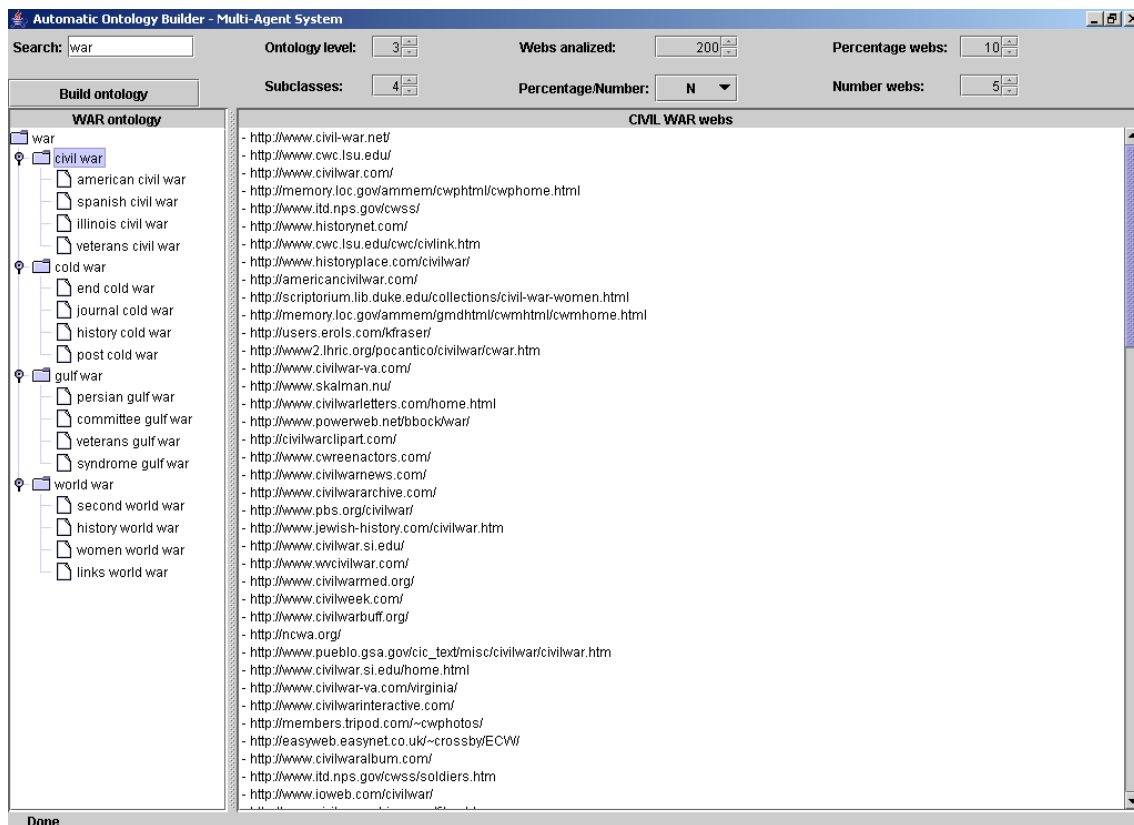 Automatic Ontology Builder - Multi-Agent System
Search: war Ontology level: 3 Webs analized: 200 Percentage webs: 10
Build ontology Subclasses: 4 Percentage/Number: N Number webs: 5
WAR ontology
war
civil war
american civil war
spanish civil war
illinois civil war
veterans civil war
cold war
end cold war
journal cold war
history cold war
post cold war
gulf war
persian gulf war
committee gulf war
veterans gulf war
syndrome gulf war
world war
second world war
history world war
women world war
links world war
CIVIL WAR webs
- http://www.civil-war.net/
- http://www.cwc.lsu.edu/
- http://www.civilwar.com/
- http://memory.loc.gov/ammem/cwphtml/cwphome.html
- http://www.itd.nps.gov/cwss/
- http://www.historynet.com/
- http://www.cwc.lsu.edu/cwc/civlink.htm
- http://www.historyplace.com/civilwar/
- http://americancivilwar.com/
- http://scriptorium.lib.duke.edu/collections/civil-war-women.html
- http://memory.loc.gov/ammem/gmdhtml/cwmhtml/cwmhome.html
- http://users.erols.com/kfraser/
- http://www2.lhric.org/pocantico/civilwar/cwar.htm
- http://www.civilwar-va.com/
- http://www.skalman.nu/
- http://www.civilwarletters.com/home.html
- http://www.powerweb.net/bbock/war/
- http://civilwarclipart.com/
- http://www.cwreenactors.com/
- http://www.civilwarnews.com/
- http://www.civilwararchive.com/
- http://www.pbs.org/civilwar/
- http://www.jewish-history.com/civilwar.htm
- http://www.civilwar.si.edu/
- http://www.wvcivilwar.com/
- http://www.civilwarmed.org/
- http://www.civilweek.com/
- http://www.civilwarbuff.org/
- http://ncwa.org/
- http://www.pueblo.gsa.gov/cic_text/misc/civilwar/civilwar.htm
- http://www.civilwar.si.edu/home.html
- http://www.civilwar-va.com/virginia/
- http://www.civilwarinteractive.com/
- http://members.tripod.com/~cwphotos/
- http://easyweb.easynet.co.uk/~crossby/ECW/
- http://www.civilwaralbum.com/
- http://www.itd.nps.gov/cwss/soldiers.htm
- http://www.ioweb.com/civilwar/
Done